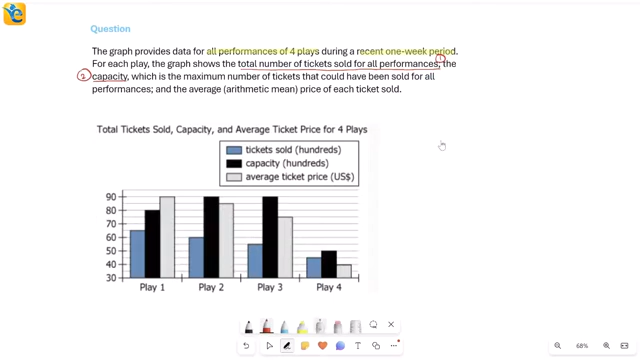 Question
The graph provides data for all performances of 4 plays during a recent one-week period.
For each play, the graph shows the total number of tickets sold for all performances; the
capacity, which is the maximum number of tickets that could have been sold for all
performances; and the average (arithmetic mean) price of each ticket sold.
1
2
Total Tickets Sold, Capacity, and Average Ticket Price for 4 Plays
tickets sold (hundreds)
capacity (hundreds)
average ticket price (US$)
90
80
70
60
50
40
30
Play 1
Play 2
Play 3
Play 4
68%